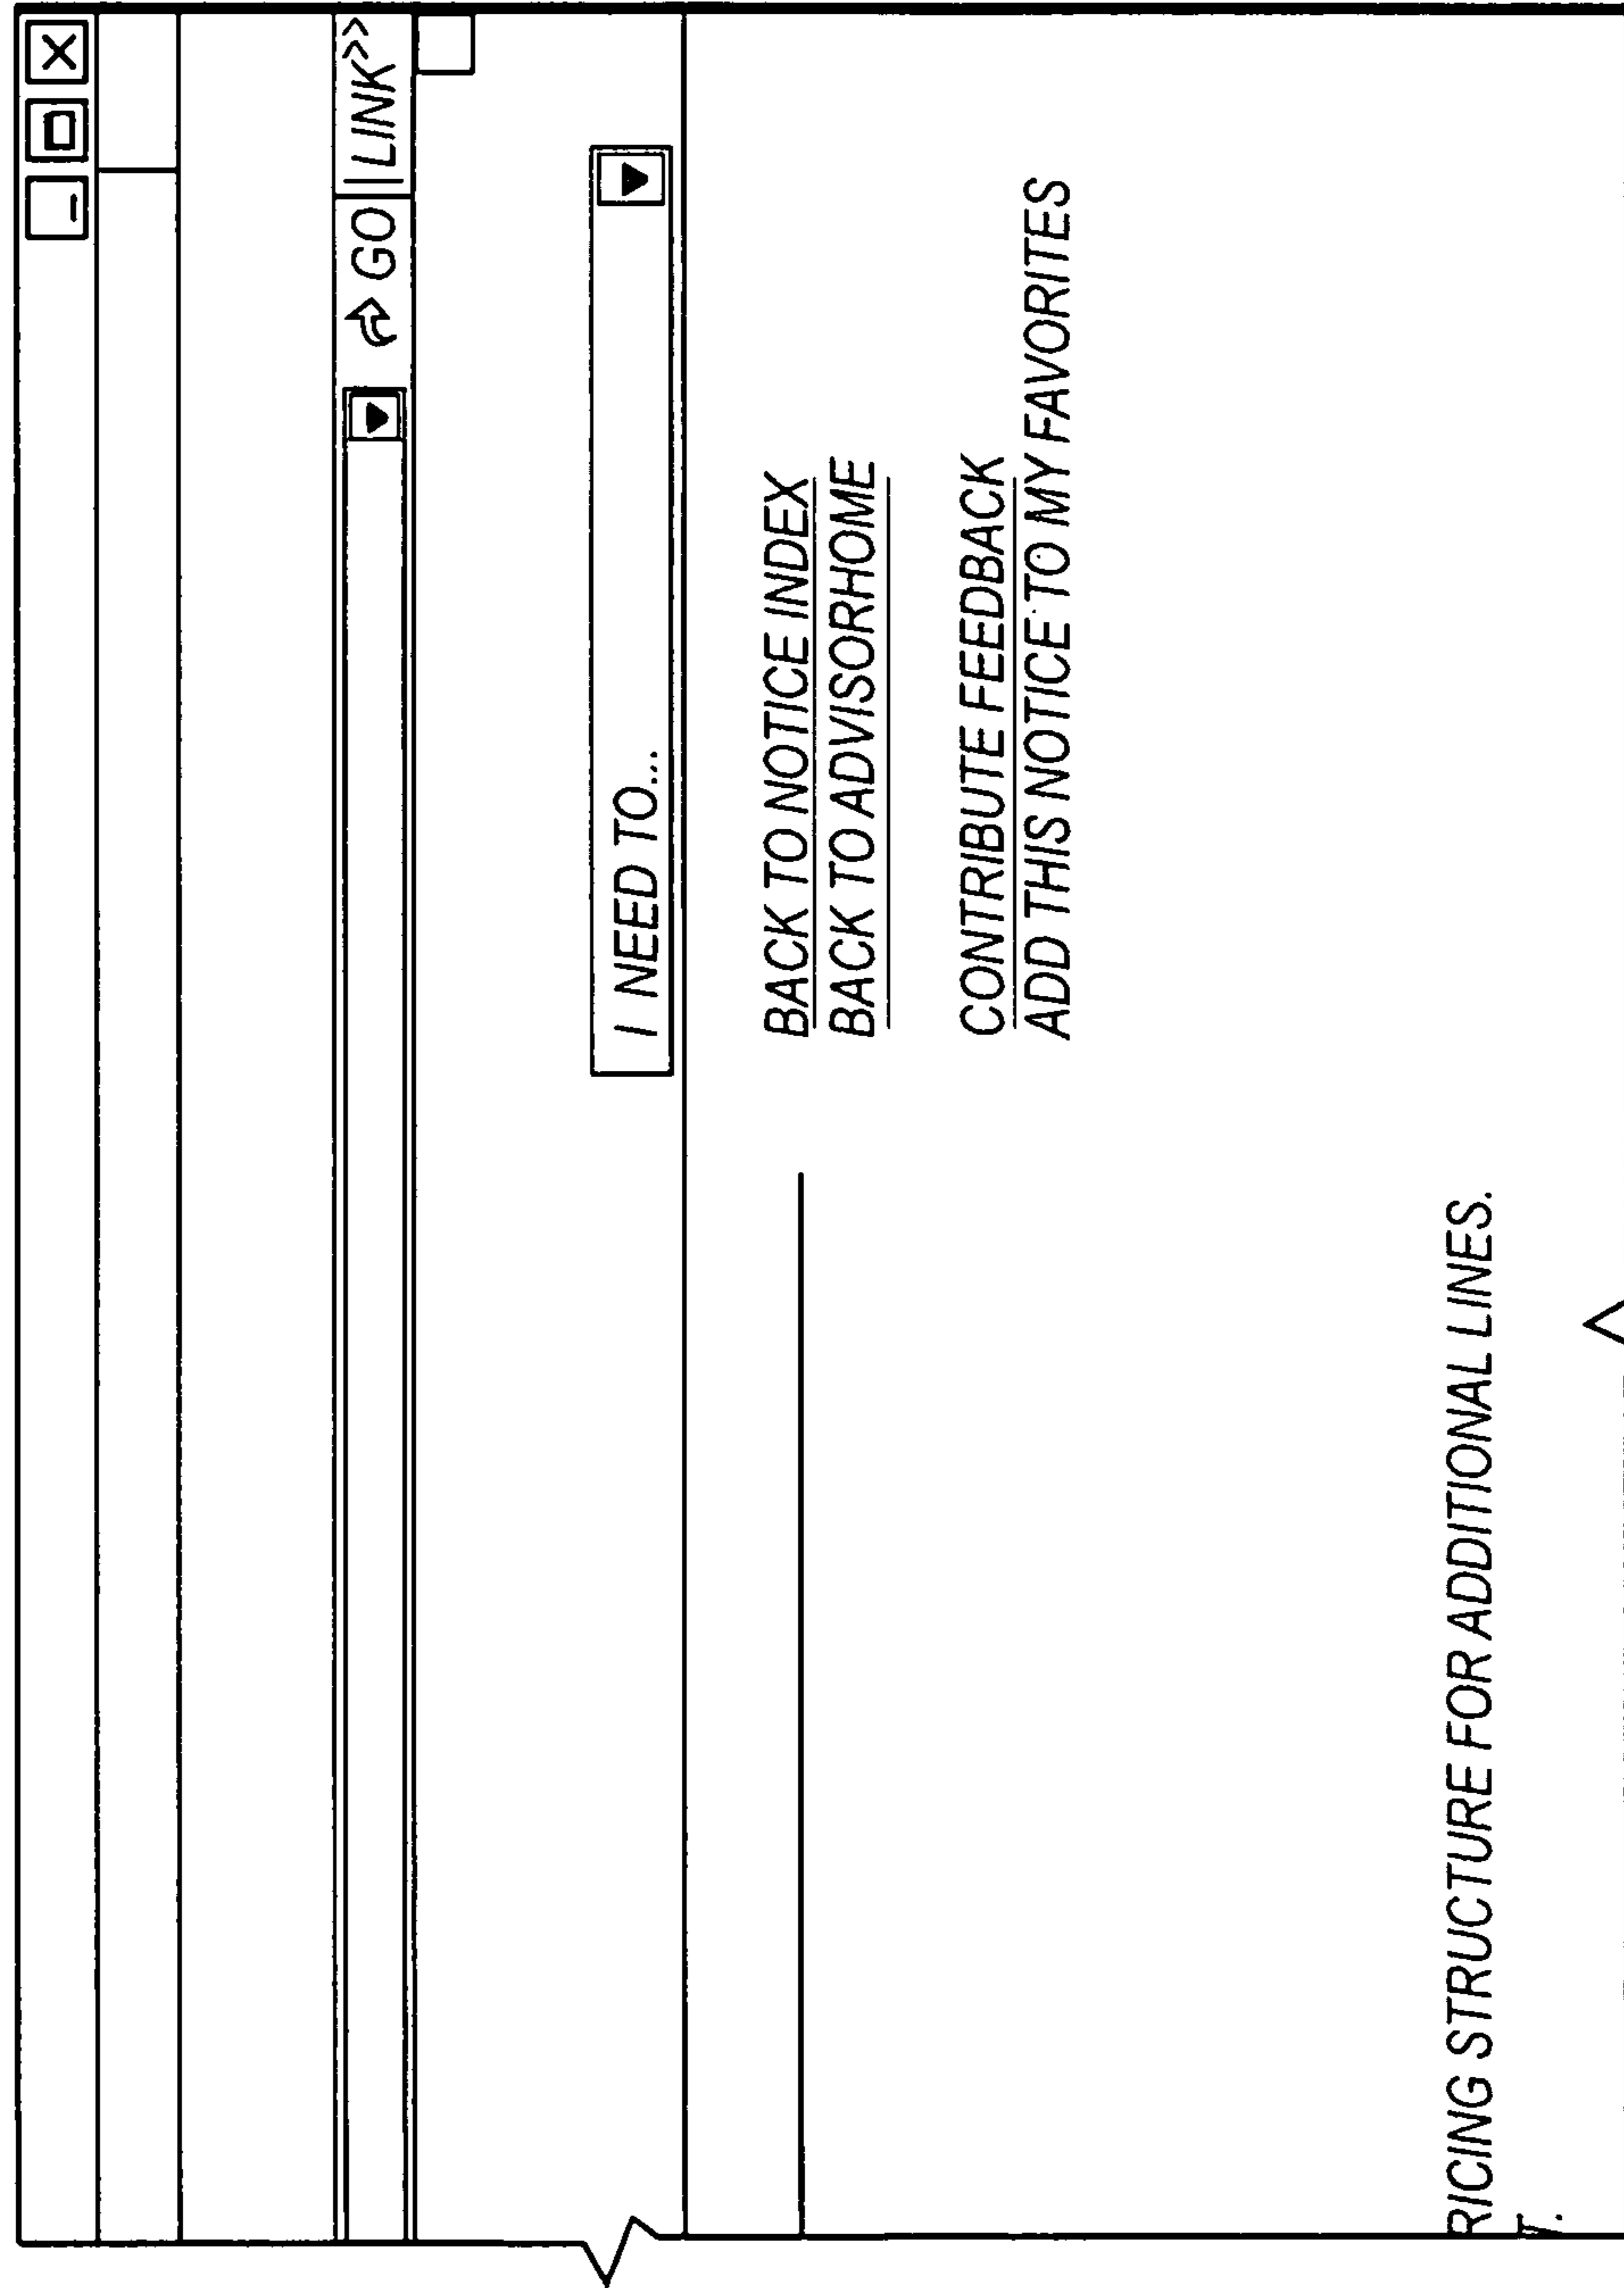 GO LINK>>
I NEED TO...
BACK TO NOTICE INDEX
BACK TO ADVISORHOME
CONTRIBUTE FEEDBACK
ADD THIS NOTICE TO MY FAVORITES
RICING STRUCTURE FOR ADDITIONAL LINES.